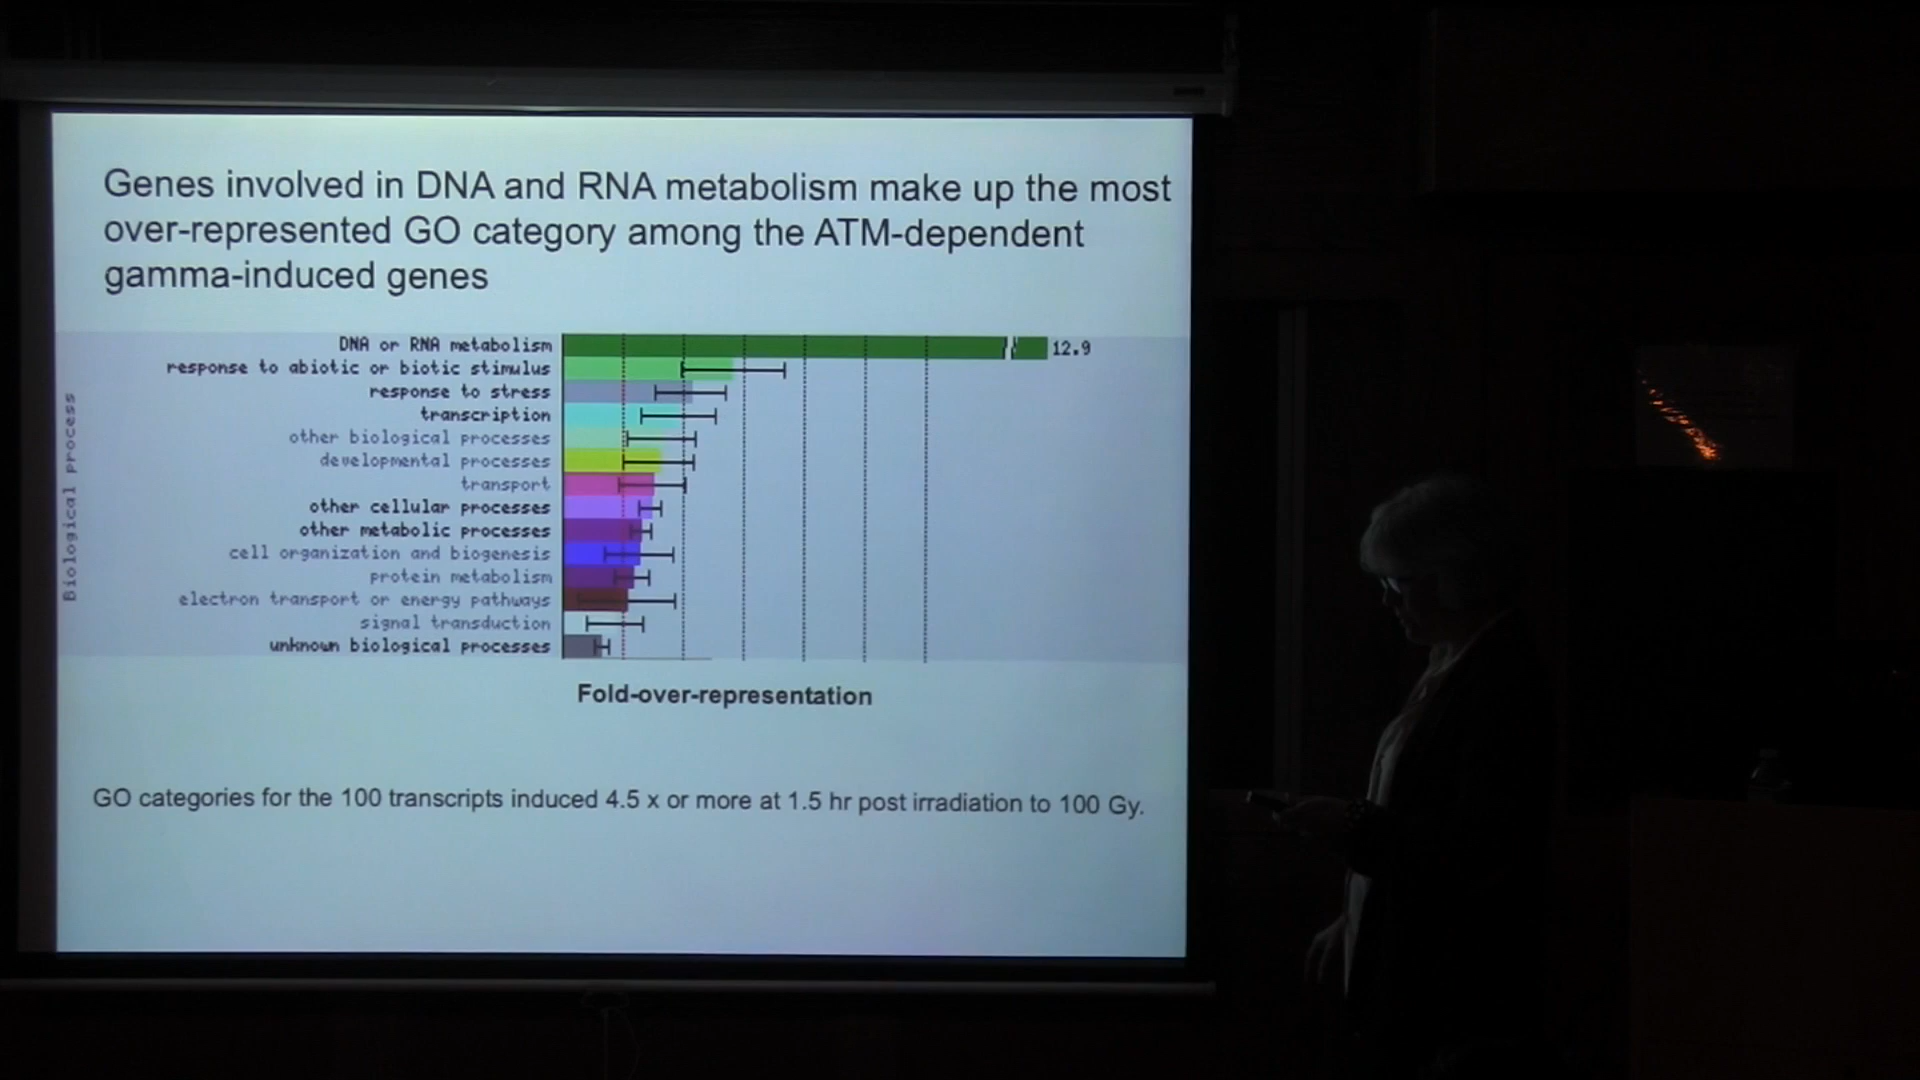 Genes involved in DNA and RNA metabolism make up the most
over-represented GO category among the ATM-dependent
gamma-induced genes
Biological process
DNA or RNA metabolism
12.9
response to abiotic or biotic stimulus
response to stress
transcription
other biological processes
developmental processes
transport
other cellular processes
other metabolic processes
cell organization and biogenesis
protein metabolism
electron transport or energy pathways
signal transduction
unknown biological processes
Fold-over-representation
GO categories for the 100 transcripts induced 4.5 x or more at 1.5 hr post irradiation to 100 Gy.